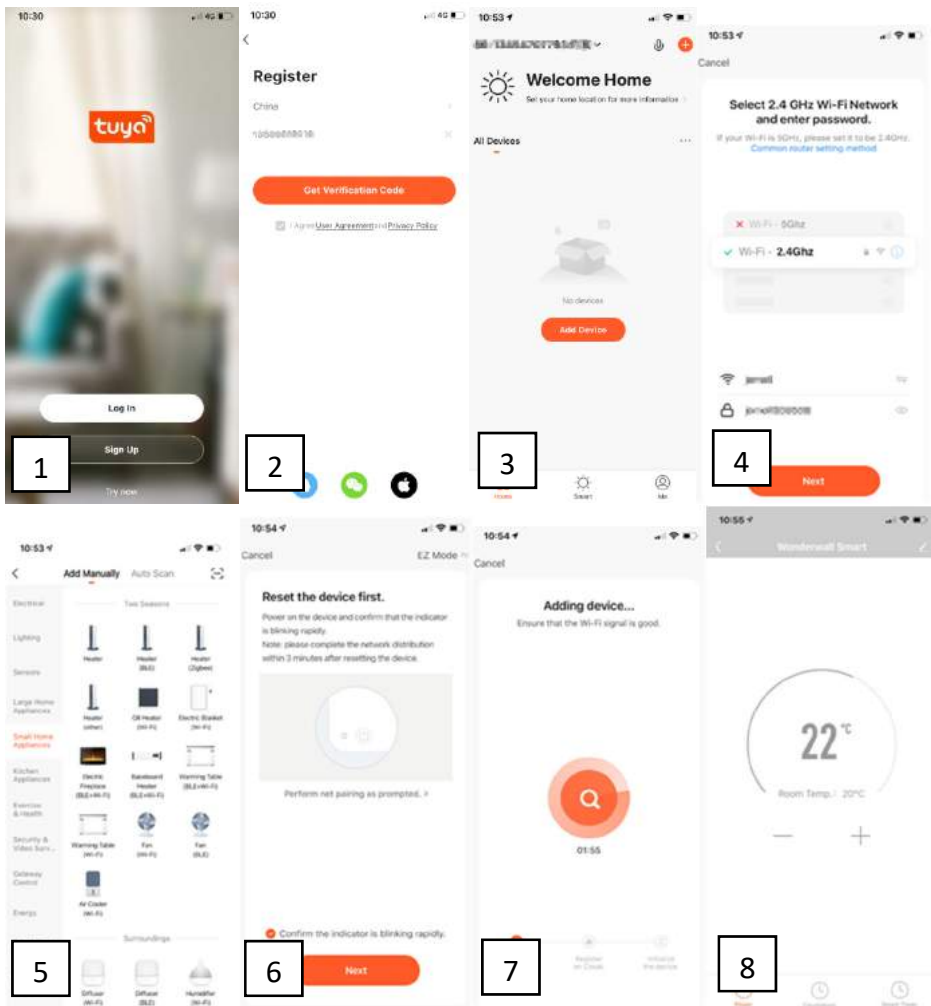 10:30
4G
tuya
Log In
Sign Up
Try now
1
10:30
4G
Register
China
Get Verification Code
I Agree User Agreement and Privacy Policy
2
10:53
Welcome Home
Set your home location for more information
All Devices
No devices
Add Device
Home
Smart
Me
3
10:53
Cancel
Select 2.4 GHz Wi-Fi Network
and enter password.
If your Wi-Fi is 5GHz, please set it to be 2.4GHz.
Common router setting method
Wi-Fi - 5Ghz
Wi-Fi - 2.4Ghz
Next
4
10:53
Add Manually
Auto Scan
Electrical
Lighting
Sensors
Large Home
Appliances
Small Home
Appliances
Kitchen
Appliances
Exercise
& Health
Security &
Video Surv...
Gateway
Control
Energy
Two Seasons
Heater
Heater
(BLE)
Heater
(Zigbee)
Heater
(other)
Oil Heater
(Wi-Fi)
Electric Blanket
(Wi-Fi)
Electric
Fireplace
(BLE+Wi-Fi)
Baseboard
Heater
(BLE+Wi-Fi)
Warming Table
(BLE+Wi-Fi)
Warming Table
(Wi-Fi)
Fan
(Wi-Fi)
Fan
(BLE)
Air Cooler
(Wi-Fi)
Surroundings
Diffuser
(Wi-Fi)
Diffuser
(BLE)
Humidifier
(Wi-Fi)
5
10:54
Cancel
EZ Mode
Reset the device first.
Power on the device and confirm that the indicator
is blinking rapidly.
Note: please complete the network distribution
within 3 minutes after resetting the device.
Perform net pairing as prompted. >
Confirm the indicator is blinking rapidly.
Next
6
10:54
Cancel
Adding device...
Ensure that the Wi-Fi signal is good.
01:55
Register
on Cloud
Initialize
the device
7
10:55
Wonderwall Smart
22°C
Room Temp.: 20°C
8